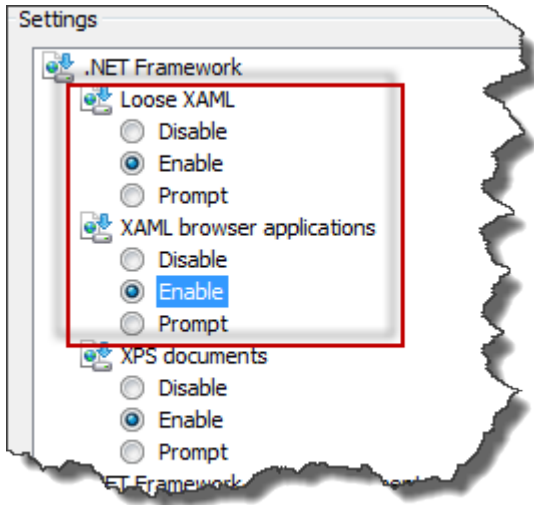 Settings
.NET Framework
Loose XAML
Disable
Enable
Prompt
XAML browser applications
Disable
Enable
Prompt
XPS documents
Disable
Enable
Prompt
Framework